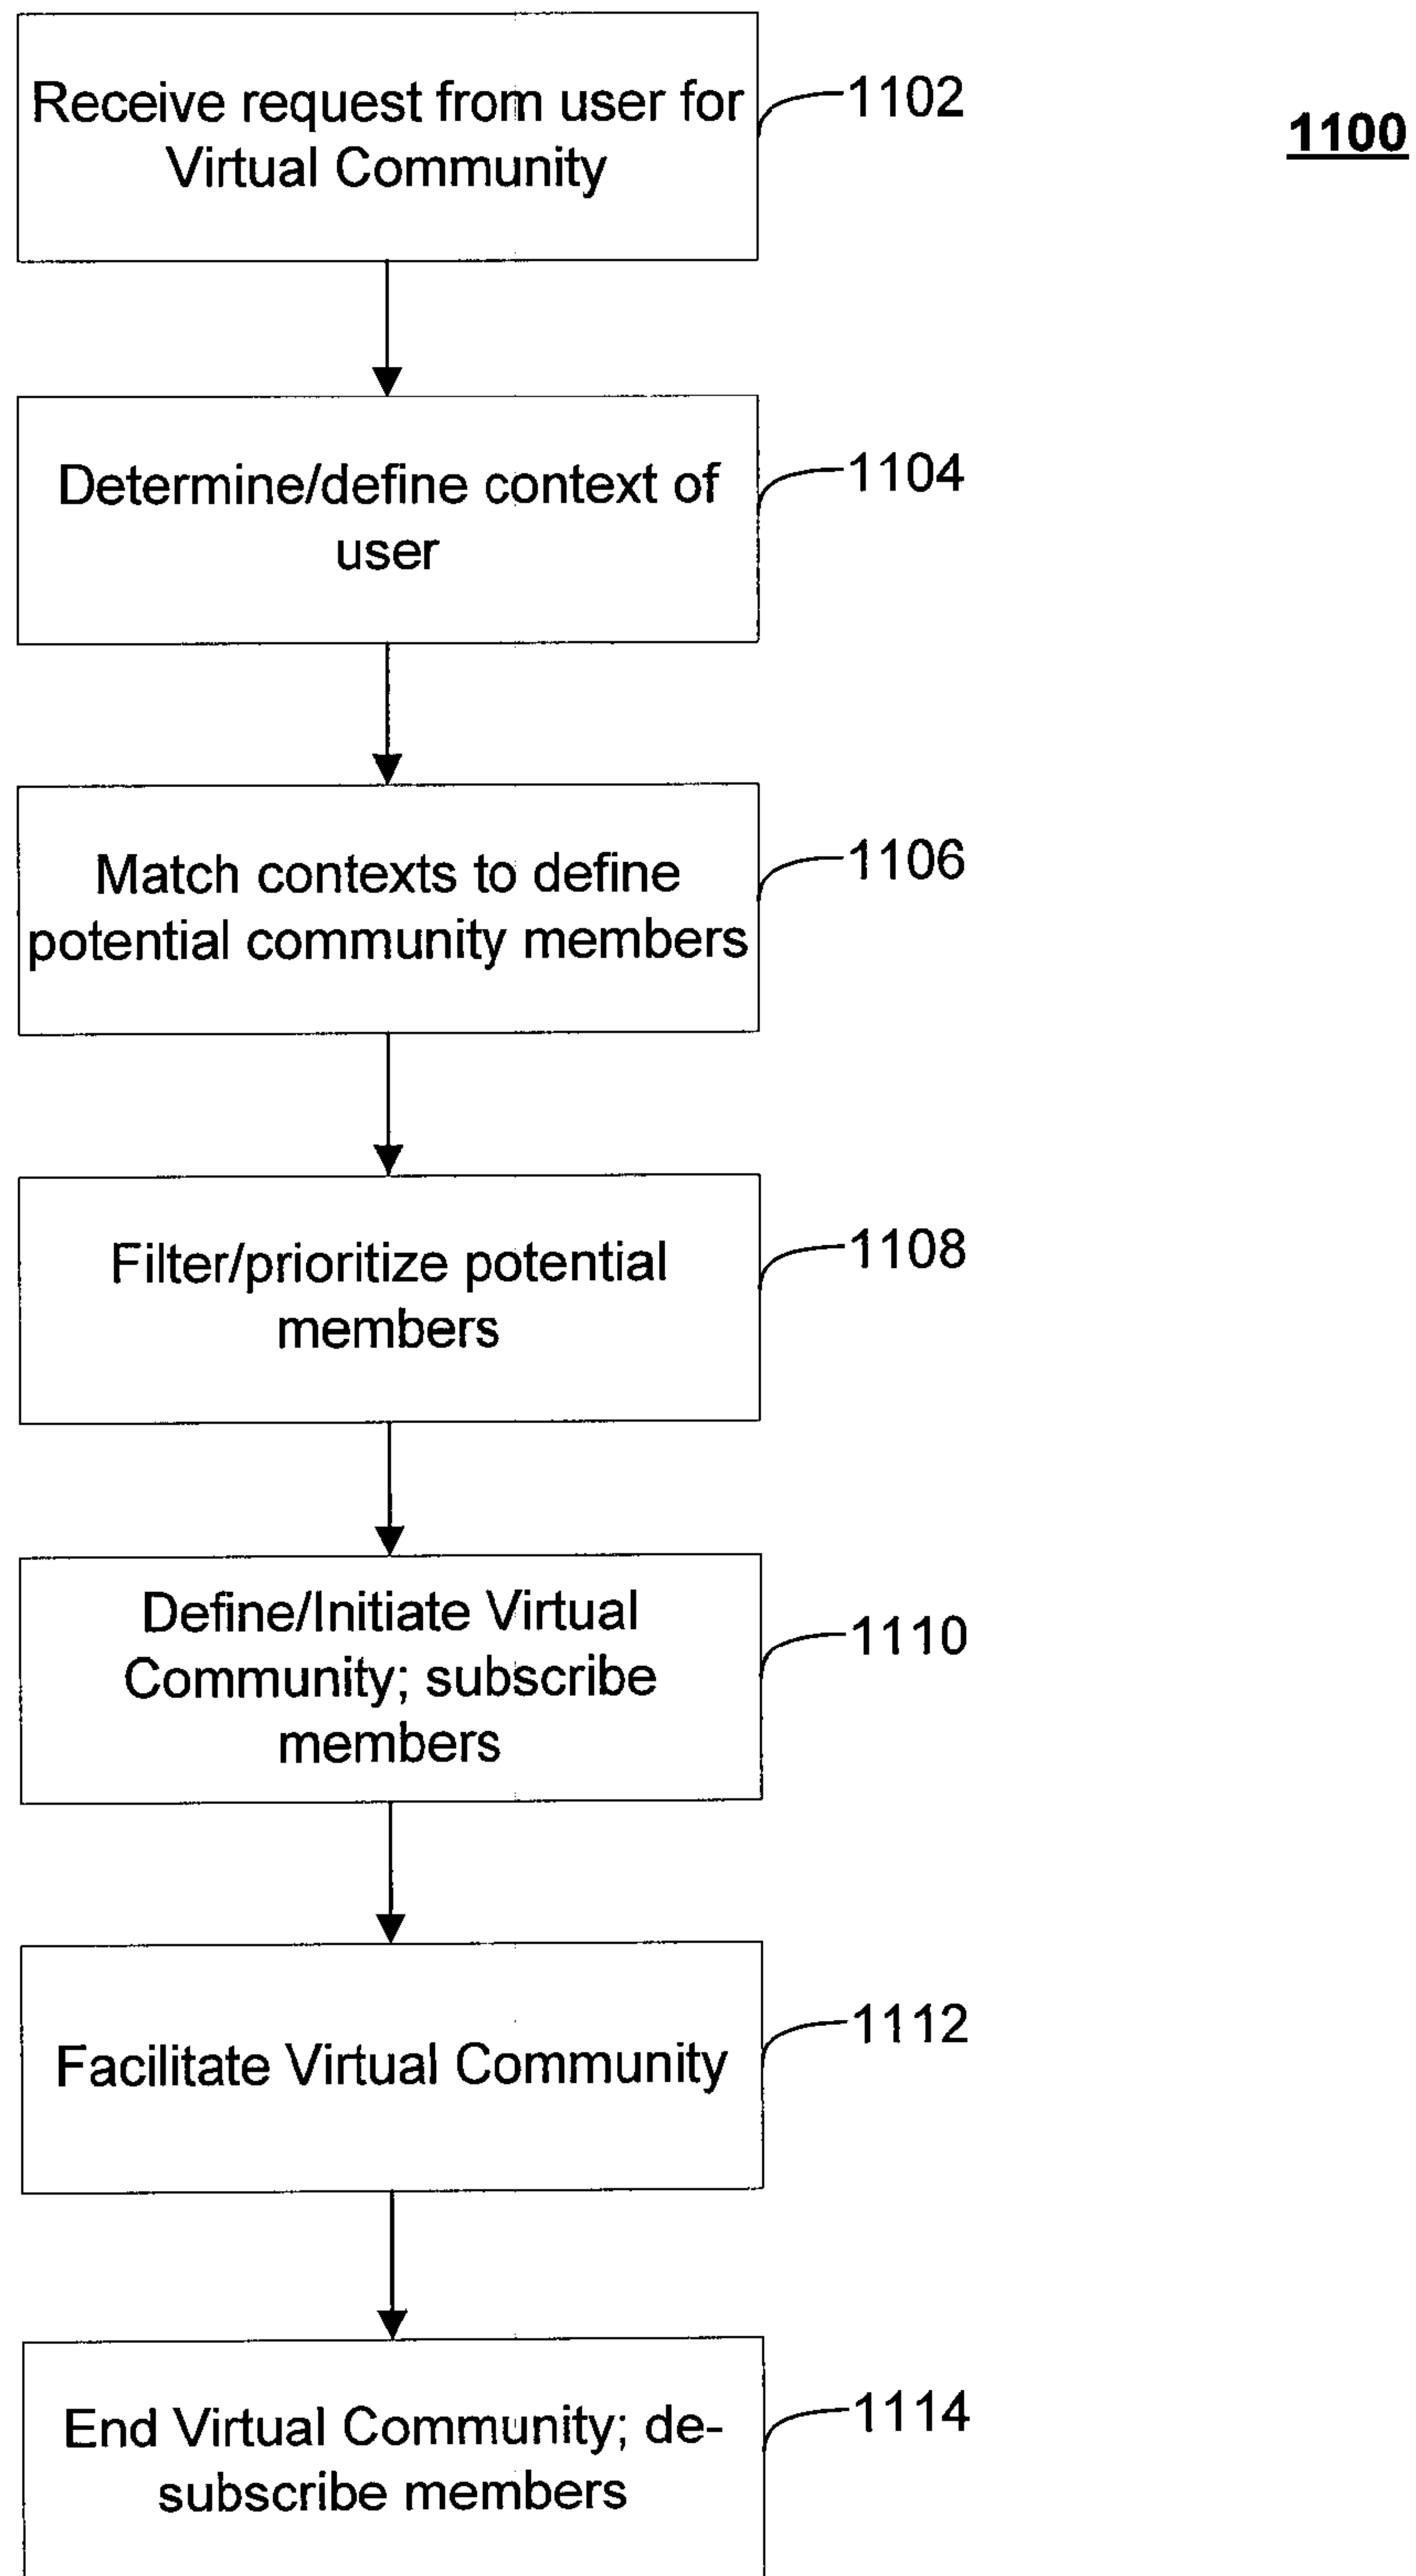 Receive request from user for
Virtual Community
1102
1100
Determine/define context of
user
1104
Match contexts to define
potential community members
1106
Filter/prioritize potential
members
1108
Define/Initiate Virtual
Community; subscribe
members
1110
Facilitate Virtual Community
1112
End Virtual Community; de-
subscribe members
1114